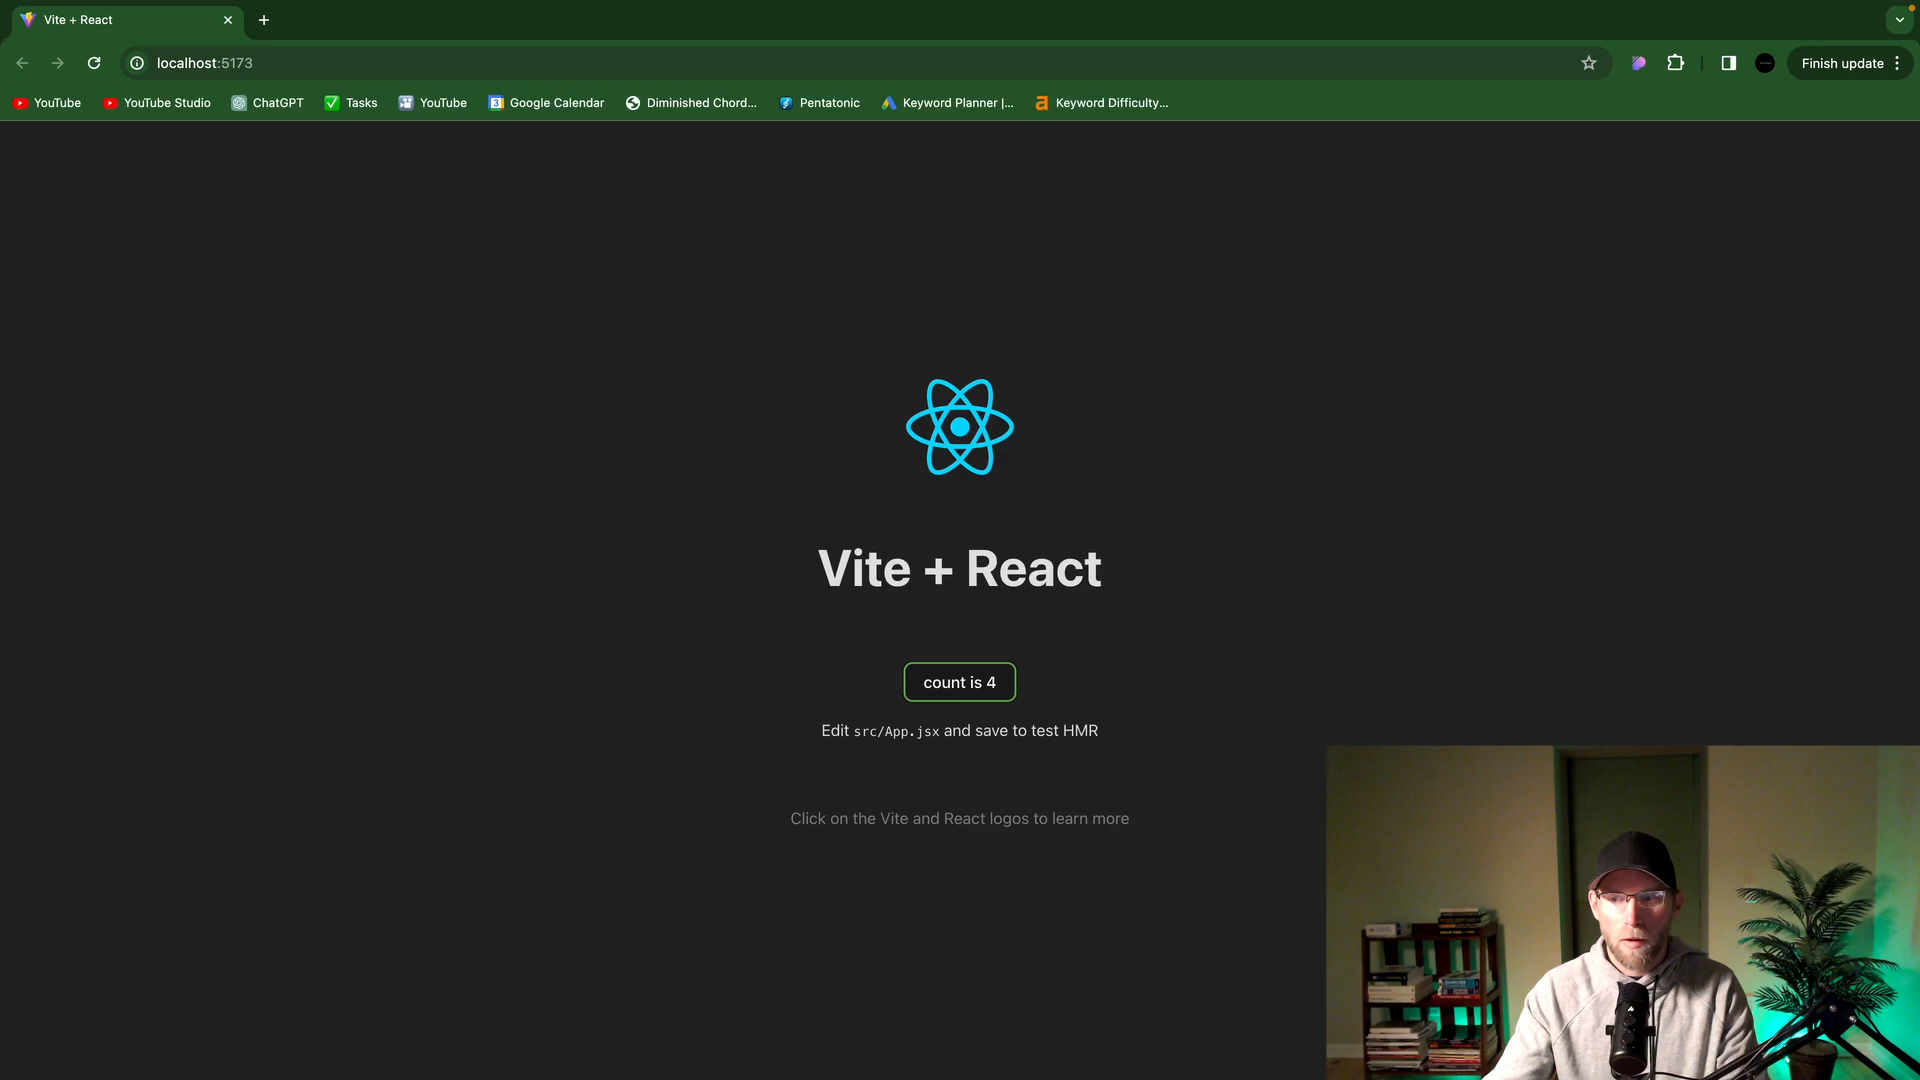 Vite + React
localhost:5173
Finish update
YouTube
YouTube Studio
ChatGPT
Tasks
YouTube
3
Google Calendar
Diminished Chord...
Pentatonic
Keyword Planner |...
Keyword Difficulty...
Vite + React
count is 4
Edit src/App.jsx and save to test HMR
Click on the Vite and React logos to learn more